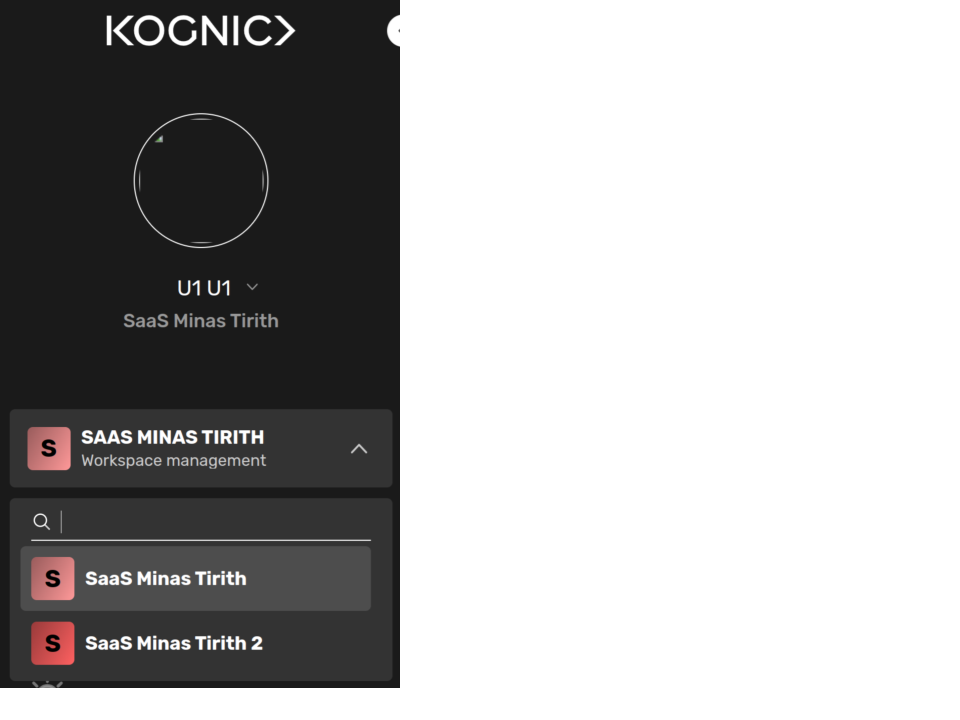 KOGNIC
U1 U1
SaaS Minas Tirith
S
SAAS MINAS TIRITH
Workspace management
S
SaaS Minas Tirith
S
SaaS Minas Tirith 2